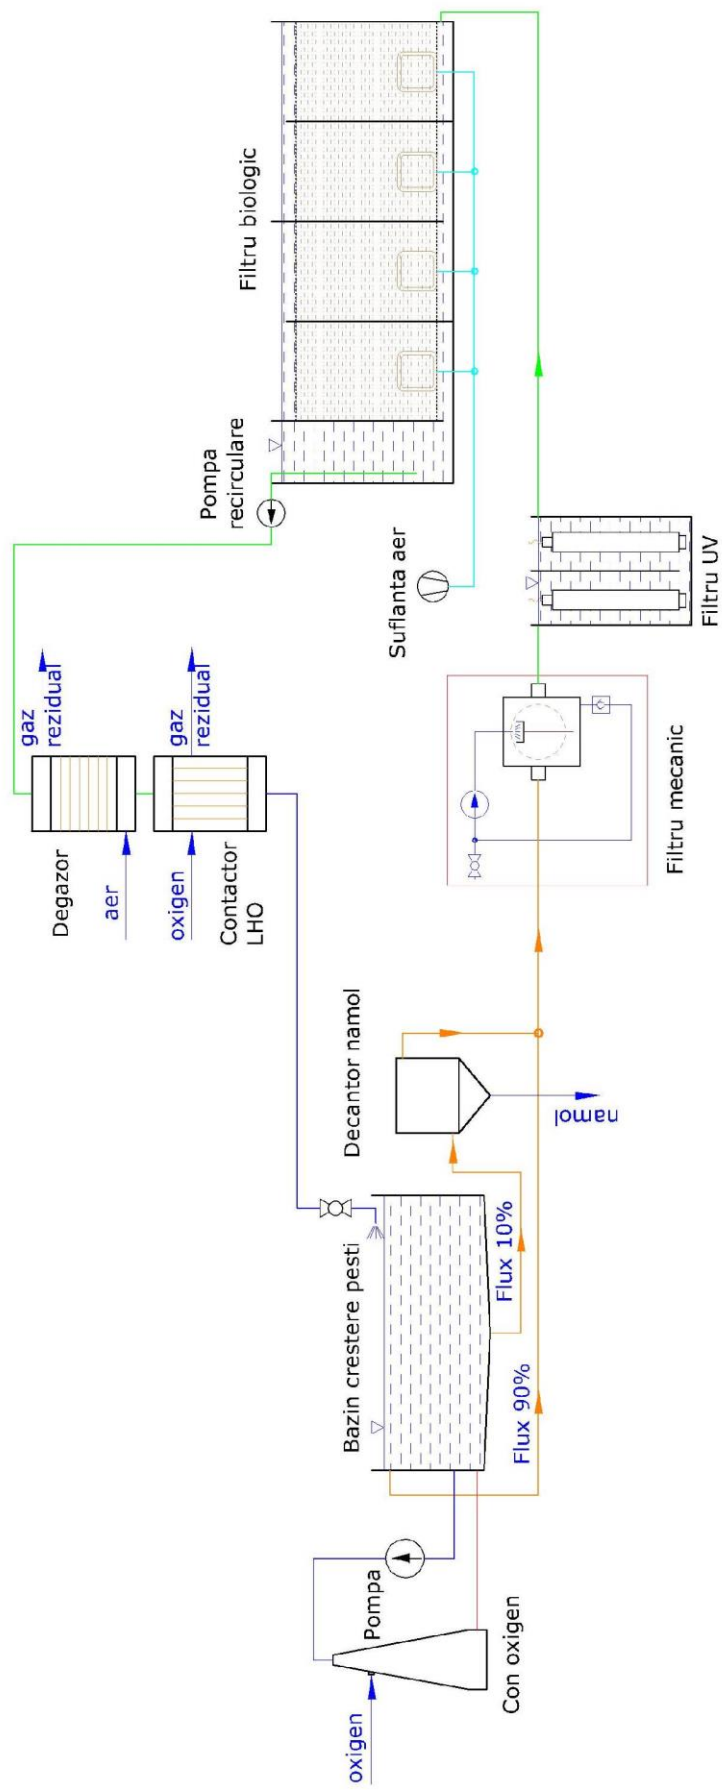 Filtru biologic
Pompa
recirculare
Suflanta aer
gaz
rezidual
gaz
rezidual
Degazor
aer
oxigen
Contactor
LHO
Filtru UV
Filtru mecanic
Decantor namol
namol
Bazin crestere pesti
Flux 10%
Flux 90%
Pompa
Con oxigen
oxigen